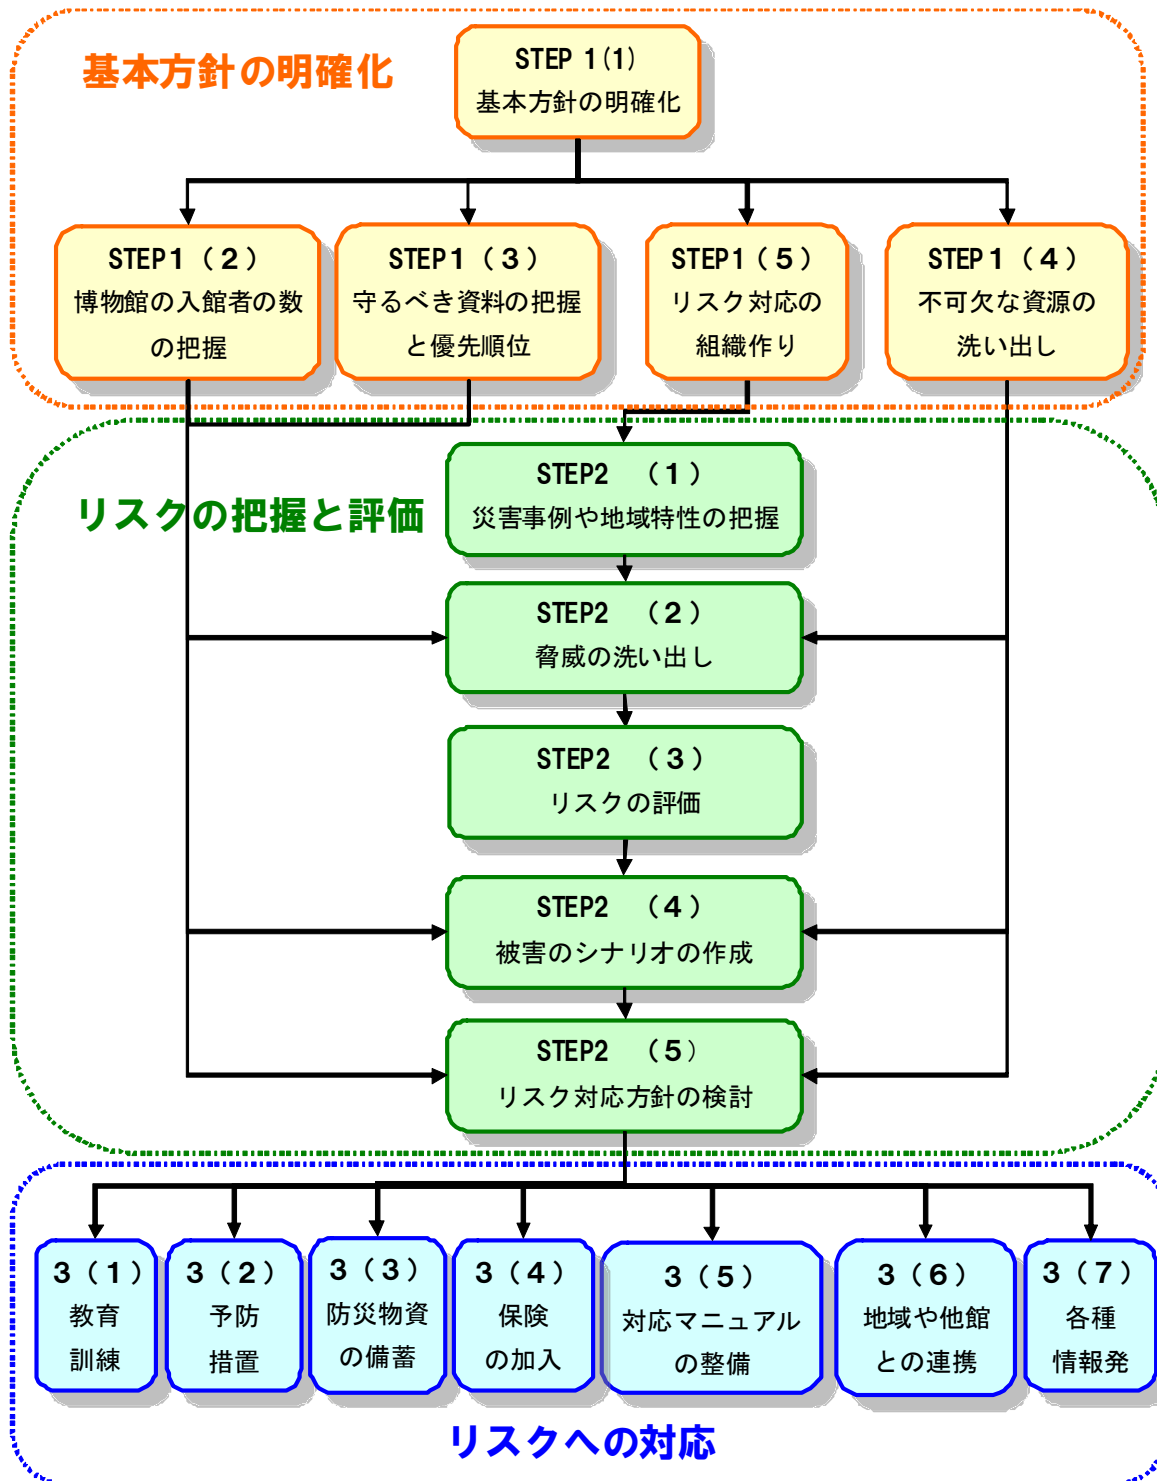 基本方針の明確化
STEP 1(1)
基本方針の明確化
STEP1（2）
博物館の入館者の数
の把握
STEP1（3）
守るべき資料の把握
と優先順位
STEP1（5）
リスク対応の
組織作り
STEP1（4）
不可欠な資源の
洗い出し
リスクの把握と評価
STEP2 （1）
災害事例や地域特性の把握
STEP2 （2）
脅威の洗い出し
STEP2 （3）
リスクの評価
STEP2 （4）
被害のシナリオの作成
STEP2 （5）
リスク対応方針の検討
3（1）
教育
訓練
3（2）
予防
措置
3（3）
防災物資
の備蓄
3（4）
保険
の加入
3（5）
対応マニュアル
の整備
3（6）
地域や他館
との連携
3（7）
各種
情報発
リスクへの対応